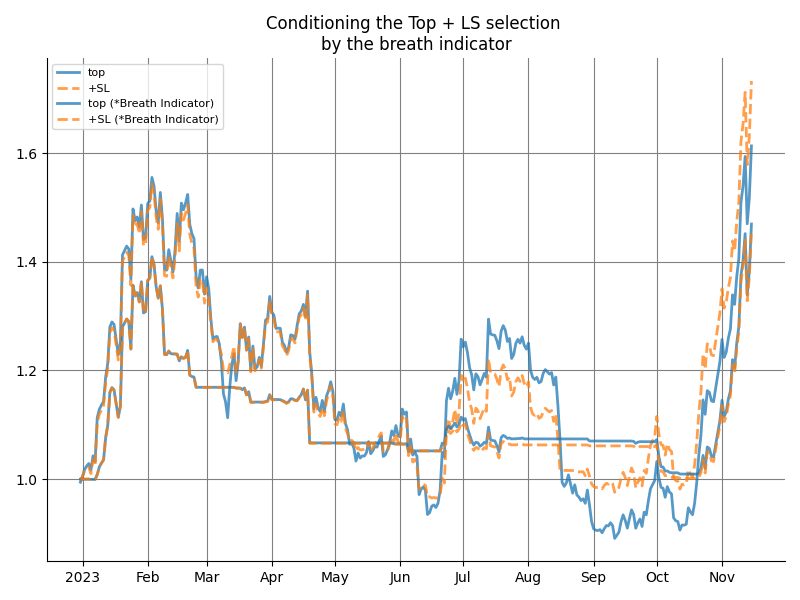 Conditioning the Top + LS selection
by the breath indicator
top
+SL
top (*Breath Indicator)
+SL (*Breath Indicator)
1.6
1.4
1.2
1.0
2023 Feb Mar Apr May Jun Jul Aug Sep Oct Nov